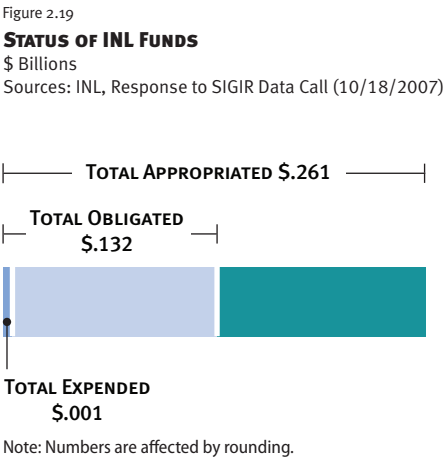 Figure 2.19
Status of INL Funds
$ Billions
Sources: INL, Response to SIGIR Data Call (10/18/2007)
Total Appropriated $.261
Total Obligated
$.132
Total Expended
$.001
Note: Numbers are affected by rounding.